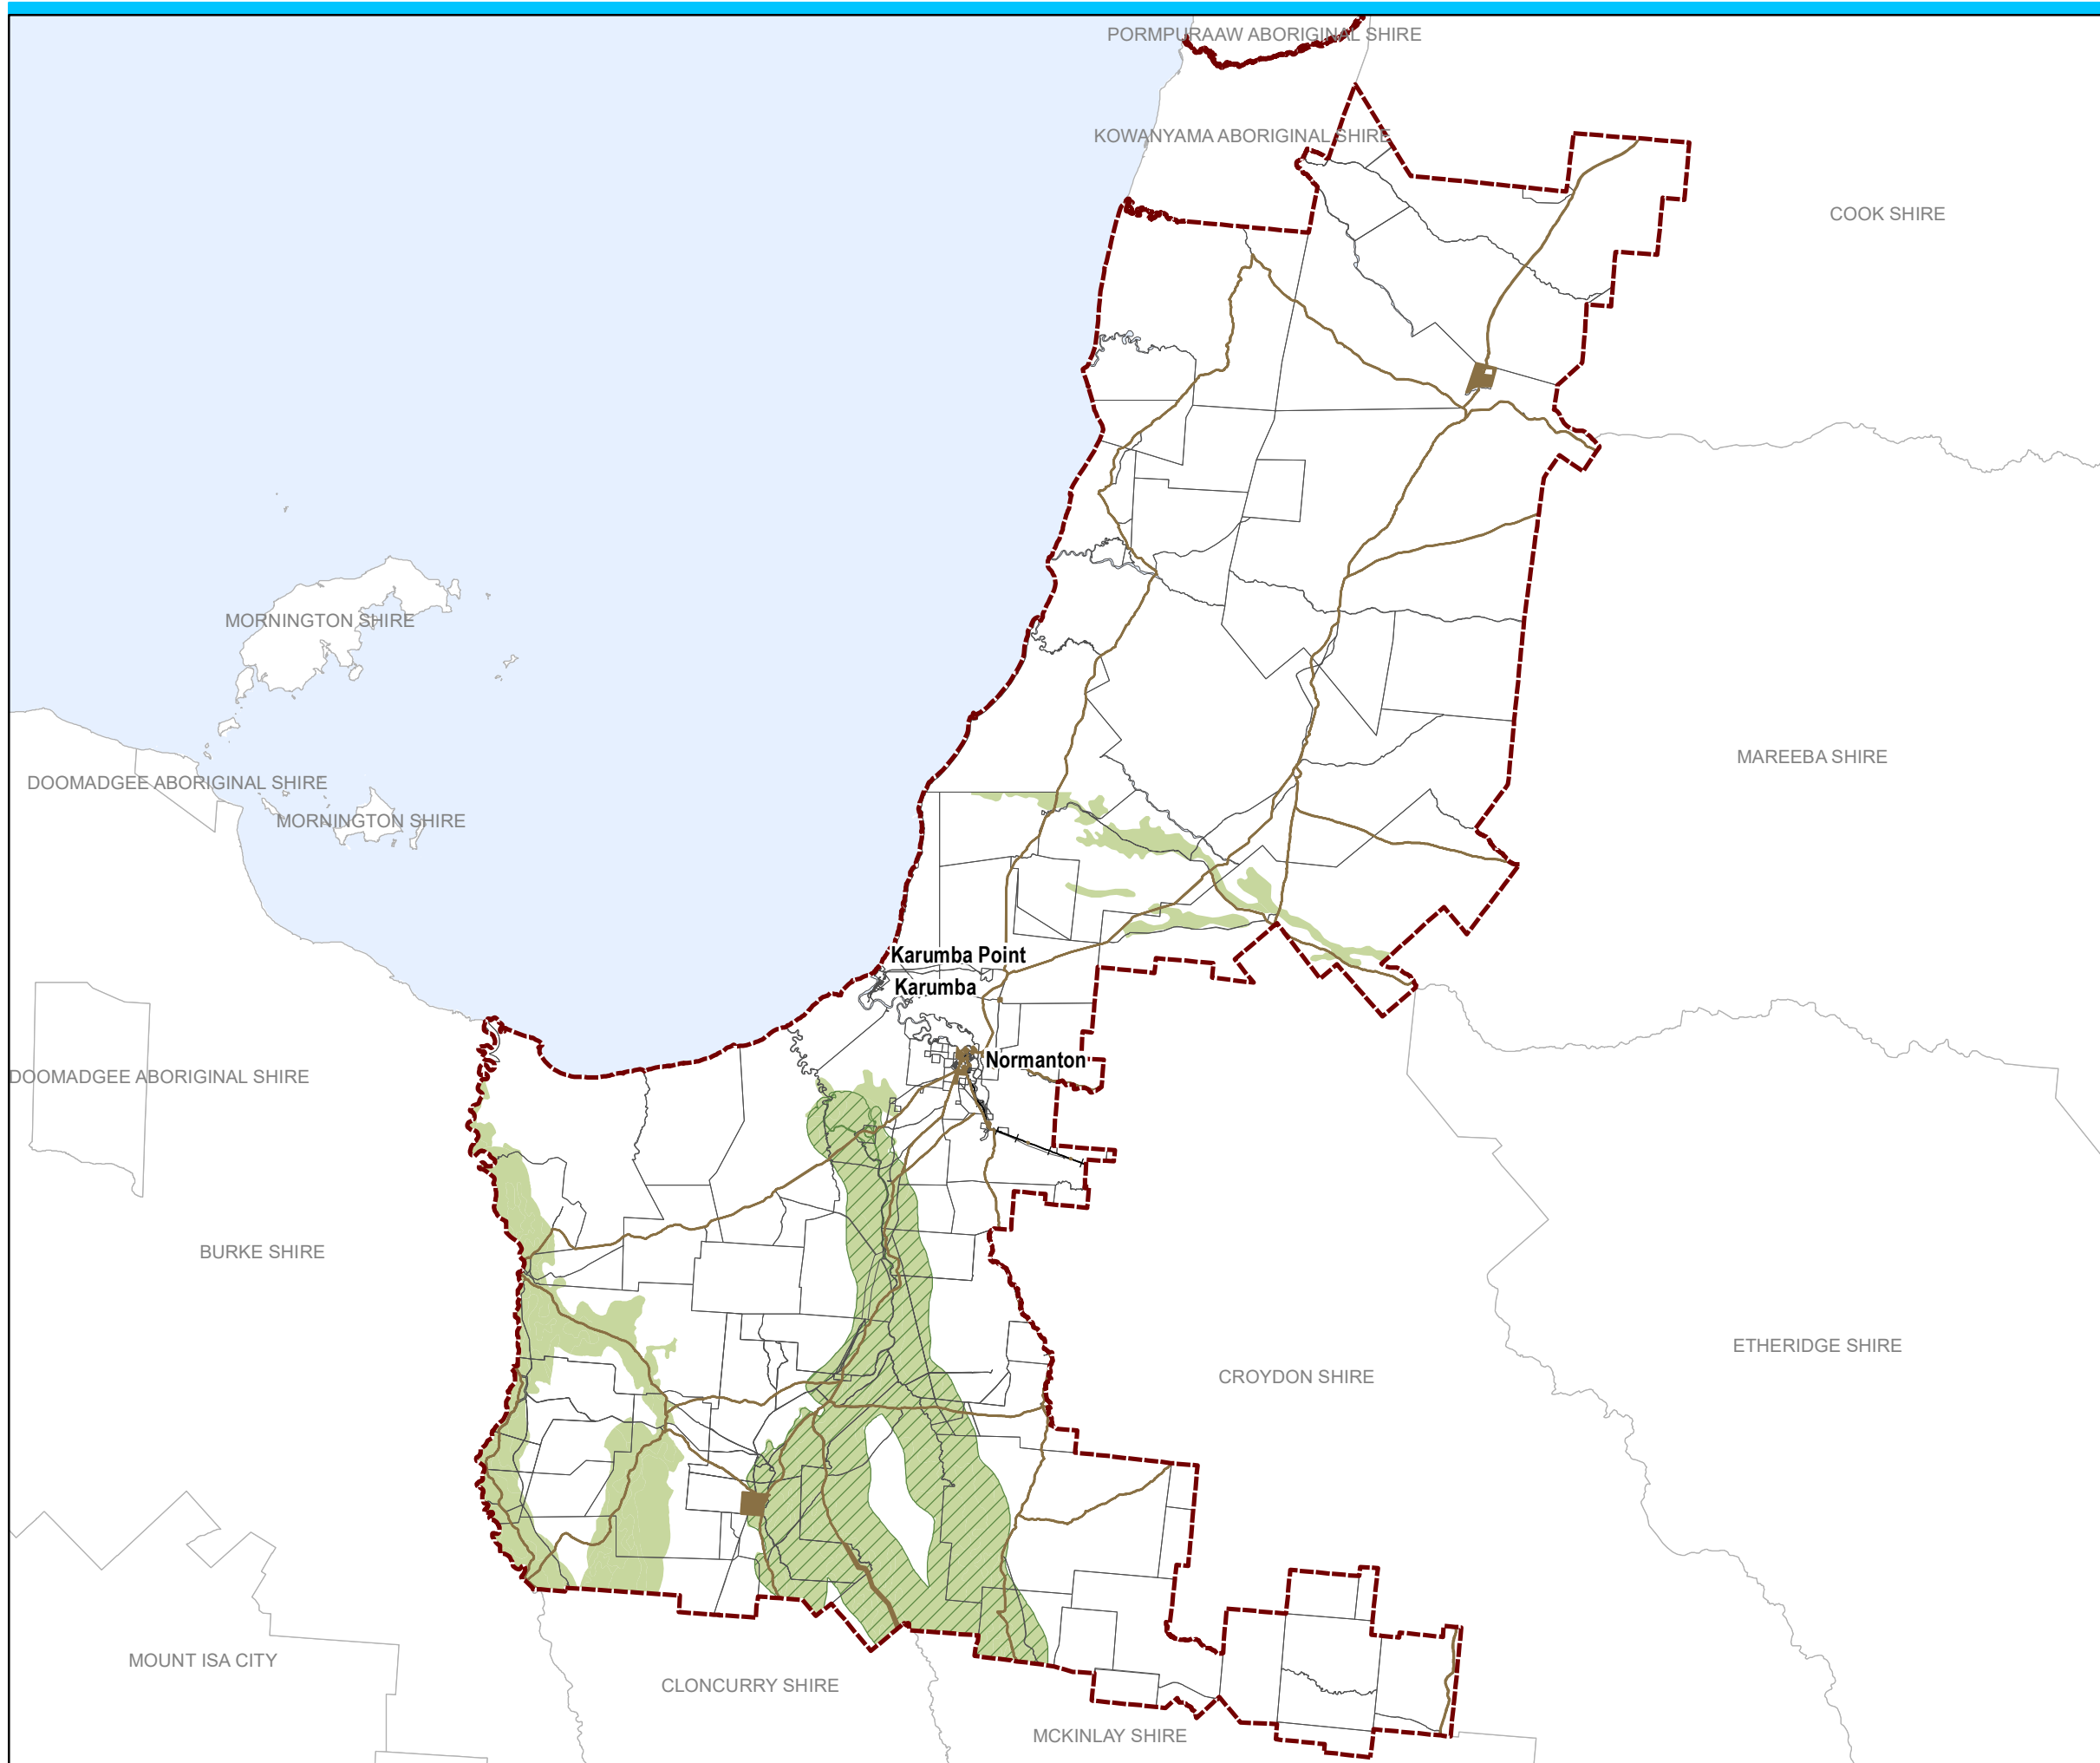 PORMPURAAW ABORIGINAL SHIRE
KOWANYAMA ABORIGINAL SHIRE
COOK SHIRE
MORNINGTON SHIRE
MAREEBA SHIRE
DOOMADGEE ABORIGINAL SHIRE
MORNINGTON SHIRE
Karumba Point
Karumba
Normanton
DOOMADGEE ABORIGINAL SHIRE
BURKE SHIRE
ETHERIDGE SHIRE
CROYDON SHIRE
MOUNT ISA CITY
CLONCURRY SHIRE
MCKINLAY SHIRE